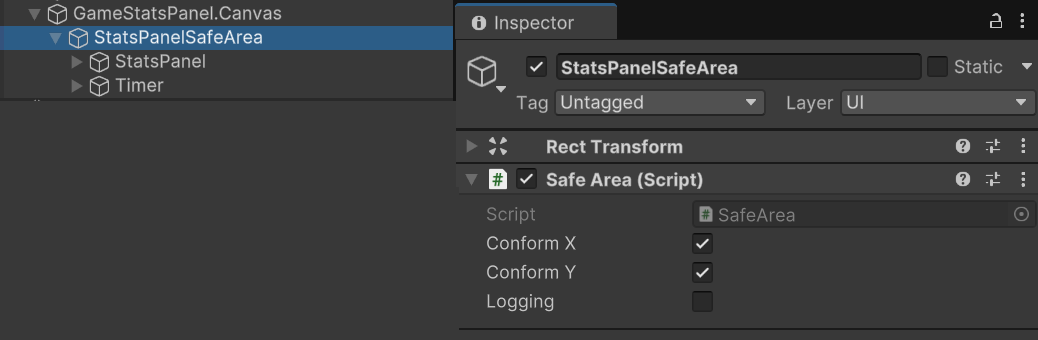 GameStatsPanel.Canvas
StatsPanelSafeArea
StatsPanel
Timer
Inspector
StatsPanelSafeArea
Static
Tag Untagged Layer UI
Rect Transform
# Safe Area (Script)
Script # SafeArea
Conform X
Conform Y
Logging